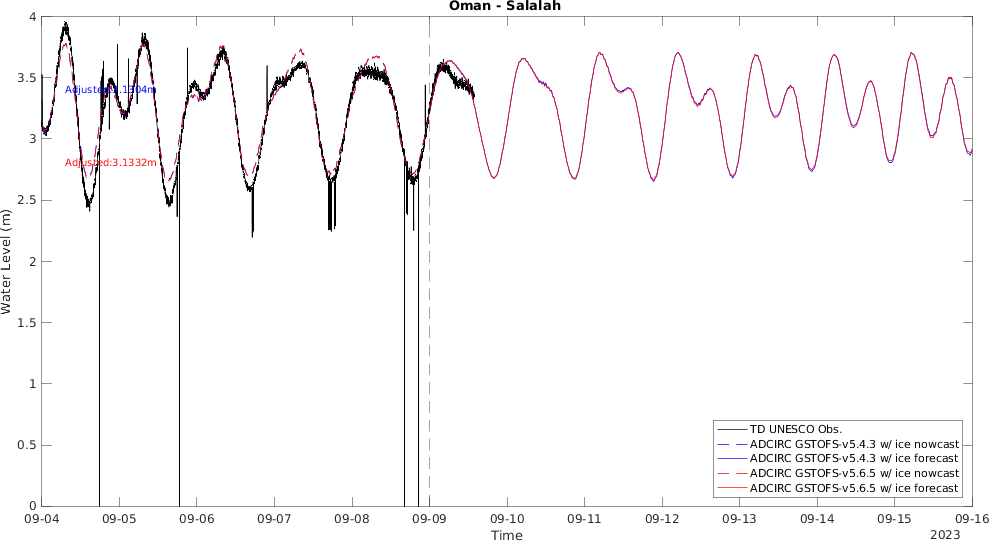 Oman - Salalah
4
3.5
3
2.5
2
1.5
1
0.5
0
Water Level (m)
Adjusted:3.1304m
Adjusted:3.1332m
TD UNESCO Obs.
ADCIRC GSTOFS-v5.4.3 w/ ice nowcast
ADCIRC GSTOFS-v5.4.3 w/ ice forecast
ADCIRC GSTOFS-v5.6.5 w/ ice nowcast
ADCIRC GSTOFS-v5.6.5 w/ ice forecast
09-04 09-05 09-06 09-07 09-08 09-09 09-10 09-11 09-12 09-13 09-14 09-15 09-16
Time
2023